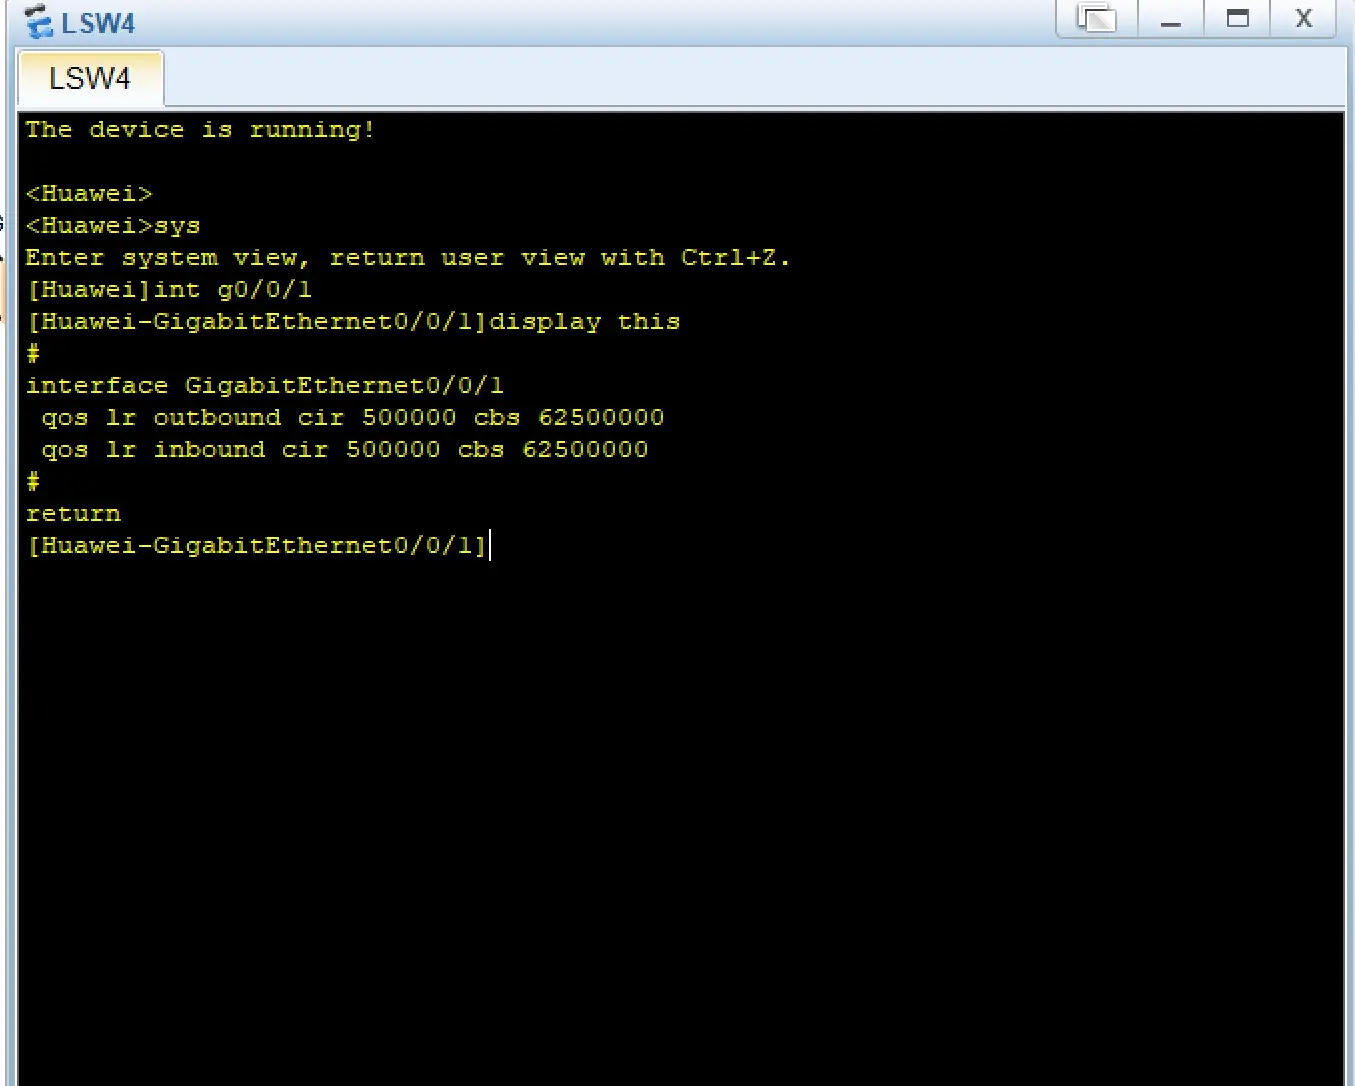 LSW4
LSW4
The device is running!
<Huawei>
<Huawei>sys
Enter system view, return user view with Ctrl+Z.
[Huawei]int g0/0/1
[Huawei-GigabitEthernet0/0/1]display this
#
interface GigabitEthernet0/0/1
 qos lr outbound cir 500000 cbs 62500000
 qos lr inbound cir 500000 cbs 62500000
#
return
[Huawei-GigabitEthernet0/0/1]